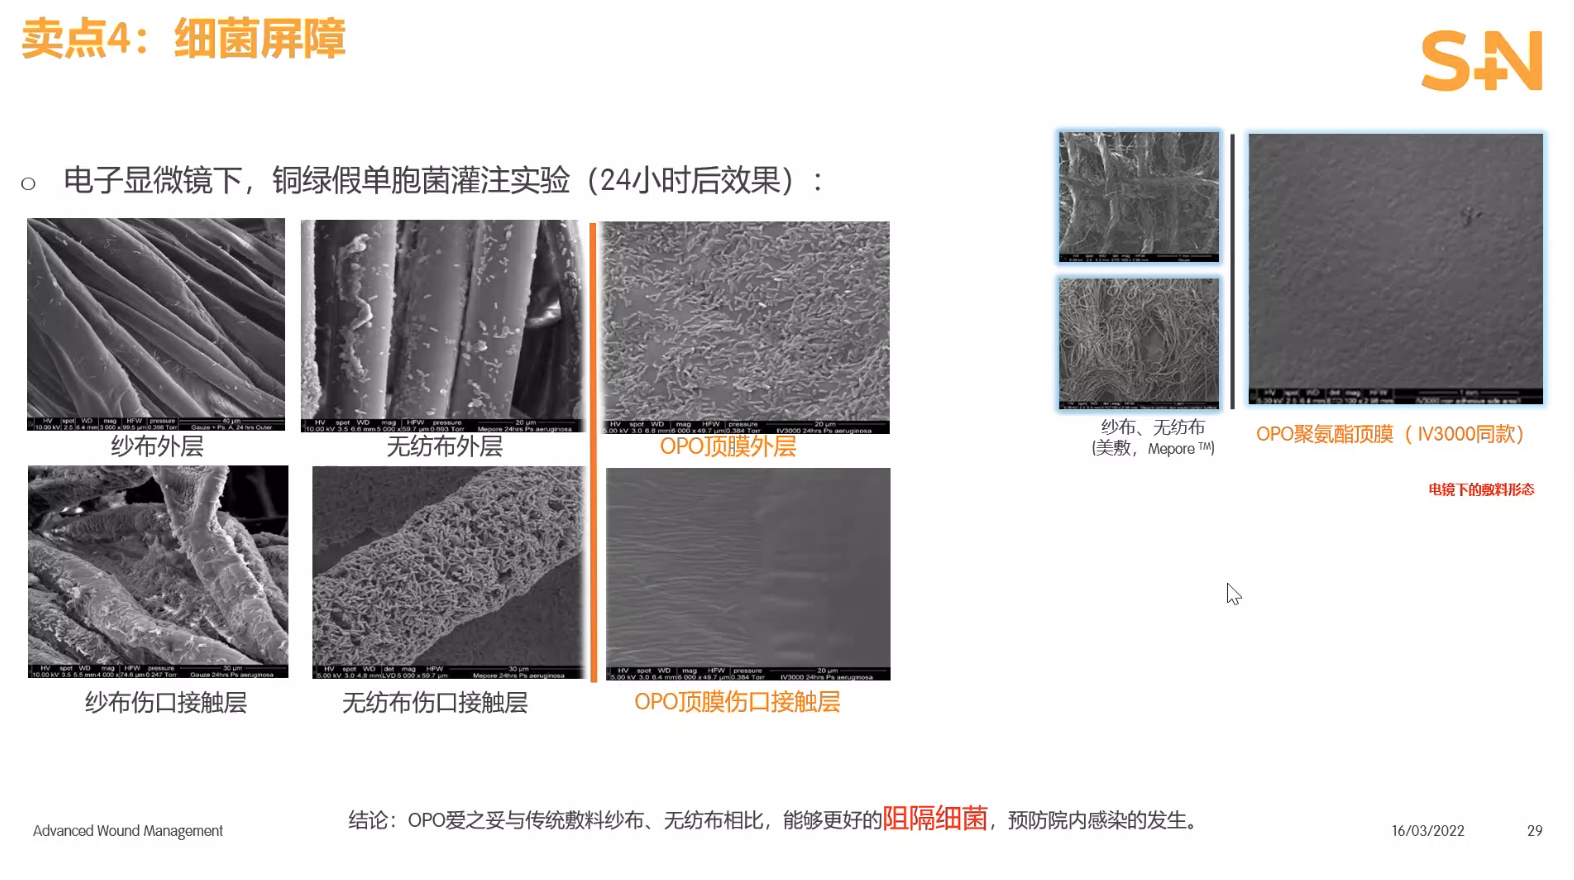 卖点4：细菌屏障
S+N
电子显微镜下，铜绿假单胞菌灌注实验（24小时后效果）：
纱布外层
无纺布外层
OPO顶膜外层
纱布伤口接触层
无纺布伤口接触层
OPO顶膜伤口接触层
纱布、无纺布
(美敷，Mepore ™)
OPO聚氨酯顶膜（ IV3000同款）
电镜下的敷料形态
结论：OPO爱之妥与传统敷料纱布、无纺布相比，能够更好的阻隔细菌，预防院内感染的发生。
Advanced Wound Management
16/03/2022
29